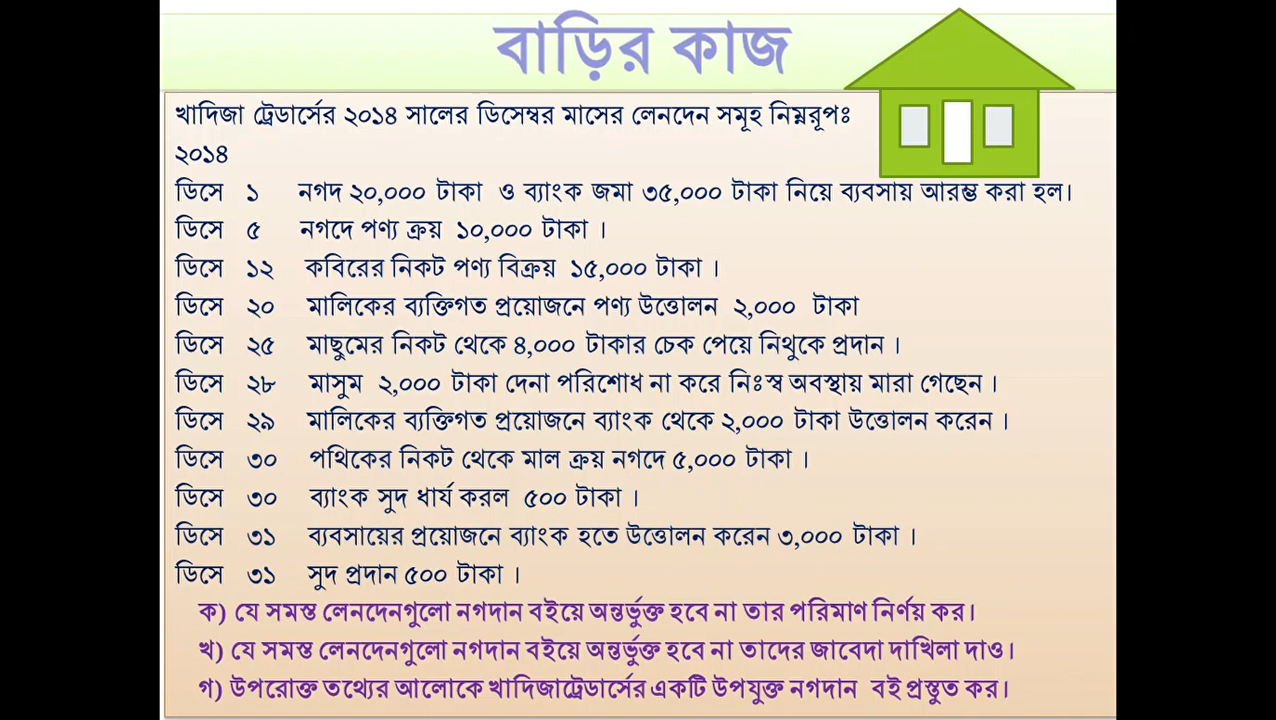 বাড়ির কাজ
খাদিজা ট্রেডার্সের ২০১৪ সালের ডিসেম্বর মাসের লেনদেন সমূহ নিম্নরূপঃ
২০১৪
ডিসে ১ নগদ ২০,০০০ টাকা ও ব্যাংক জমা ৩৫,০০০ টাকা নিয়ে ব্যবসায় আরম্ভ করা হল।
ডিসে ৫ নগদে পণ্য ক্রয় ১০,০০০ টাকা ।
ডিসে ১২ কবিরের নিকট পণ্য বিক্রয় ১৫,০০০ টাকা ।
ডিসে ২০ মালিকের ব্যক্তিগত প্রয়োজনে পণ্য উত্তোলন ২,০০০ টাকা
ডিসে ২৫ মাছুমের নিকট থেকে ৪,০০০ টাকার চেক পেয়ে নিথুকে প্রদান ।
ডিসে ২৮ মাসুম ২,০০০ টাকা দেনা পরিশোধ না করে নিঃস্ব অবস্থায় মারা গেছেন ।
ডিসে ২৯ মালিকের ব্যক্তিগত প্রয়োজনে ব্যাংক থেকে ২,০০০ টাকা উত্তোলন করেন ।
ডিসে ৩০ পথিকের নিকট থেকে মাল ক্রয় নগদে ৫,০০০ টাকা ।
ডিসে ৩০ ব্যাংক সুদ ধার্য করল ৫০০ টাকা ।
ডিসে ৩১ ব্যবসায়ের প্রয়োজনে ব্যাংক হতে উত্তোলন করেন ৩,০০০ টাকা ।
ডিসে ৩১ সুদ প্রদান ৫০০ টাকা ।
ক) যে সমস্ত লেনদেনগুলো নগদান বইয়ে অন্তর্ভুক্ত হবে না তার পরিমাণ নির্ণয় কর।
খ) যে সমস্ত লেনদেনগুলো নগদান বইয়ে অন্তর্ভুক্ত হবে না তাদের জাবেদা দাখিলা দাও।
গ) উপরোক্ত তথ্যের আলোকে খাদিজাট্রেডার্সের একটি উপযুক্ত নগদান বই প্রস্তুত কর।